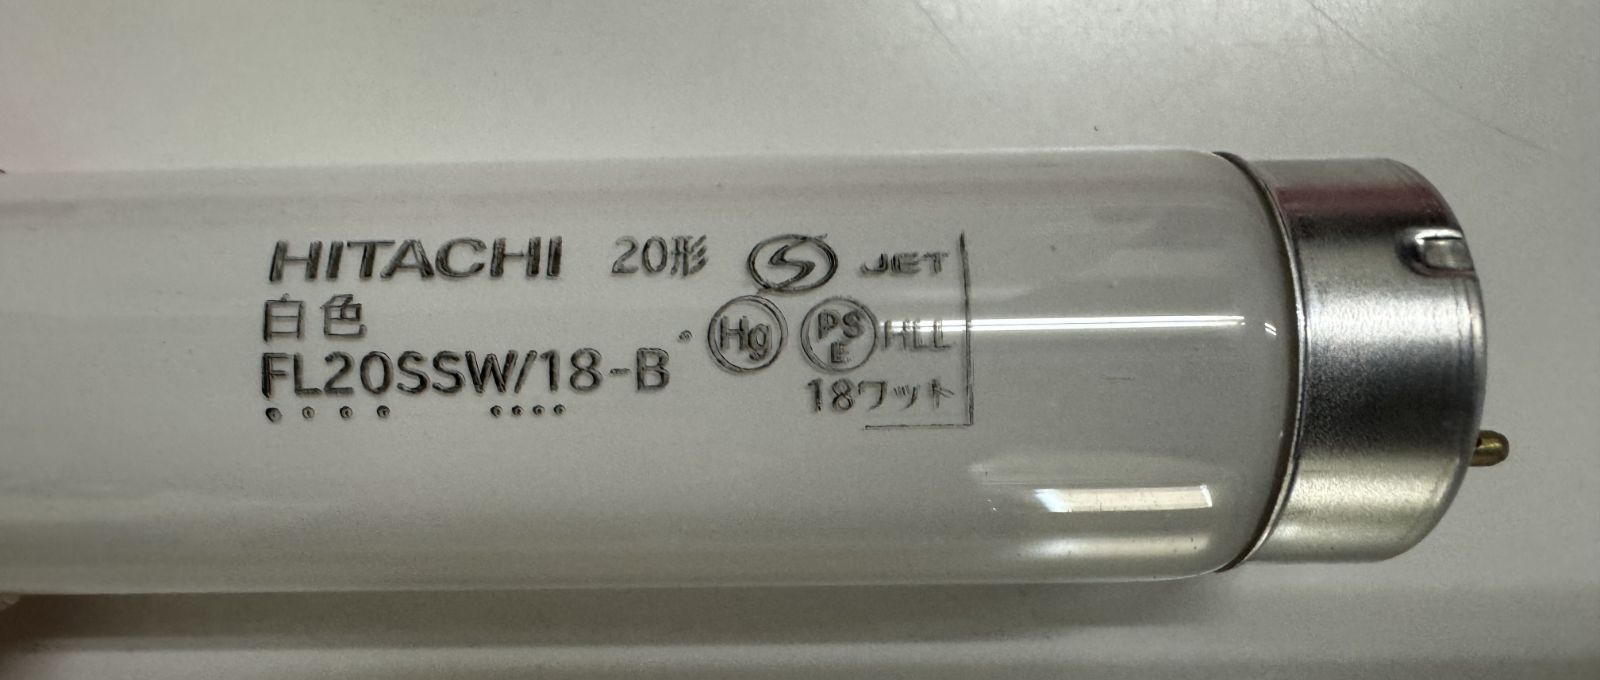 HITACHI 20形 S JET
白色 Hg PS E HLL
FL20SSW/18-B 18ワット